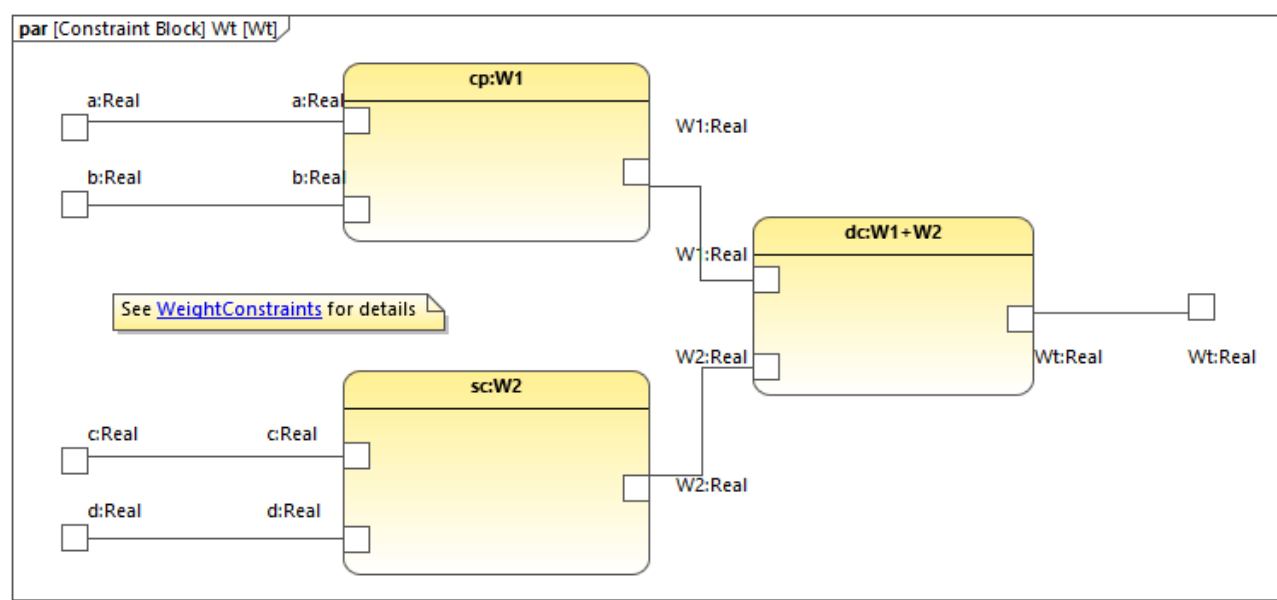 par [Constraint Block] Wt [Wt]
cp:W1
a:Real
a:Real
W1:Real
b:Real
b:Real
dc:W1+W2
W1:Real
See WeightConstraints for details
W2:Real
Wt:Real
Wt:Real
sc:W2
c:Real
c:Real
W2:Real
d:Real
d:Real